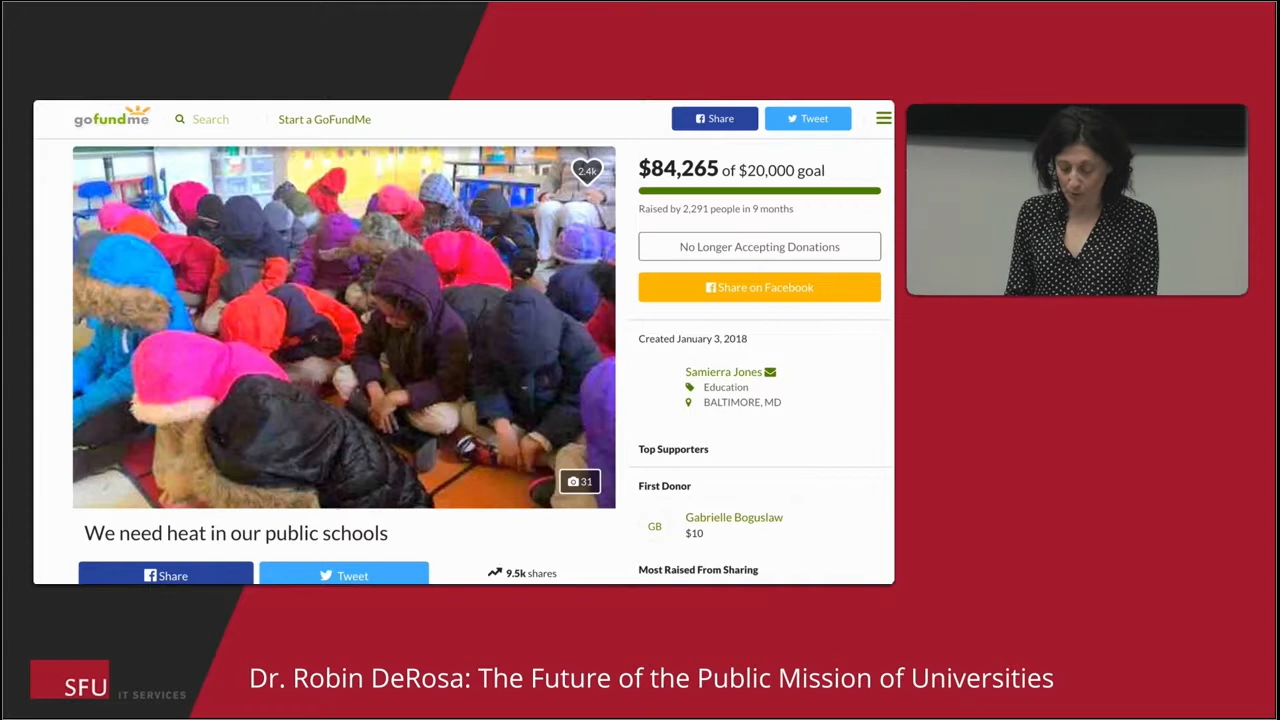 gofundme
Search
Start a GoFundMe
Share
Tweet
2.4k
31
We need heat in our public schools
Share
Tweet
9.5k shares
$84,265 of $20,000 goal
Raised by 2,291 people in 9 months
No Longer Accepting Donations
Share on Facebook
Created January 3, 2018
Samierra Jones
Education
BALTIMORE, MD
Top Supporters
First Donor
GB
Gabrielle Boguslaw
$10
Most Raised From Sharing
SFU IT SERVICES
Dr. Robin DeRosa: The Future of the Public Mission of Universities